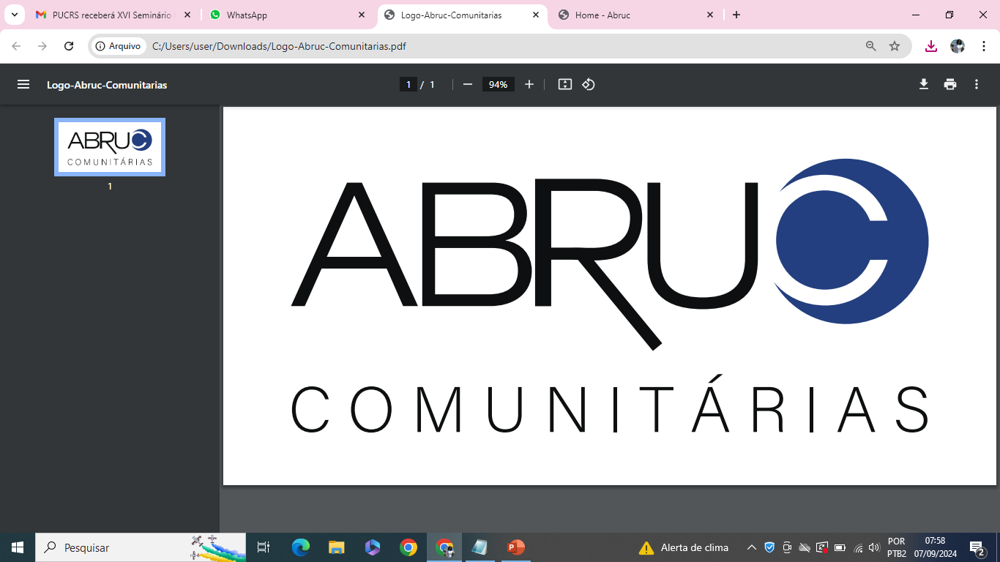 PUCRS receberá XVI Seminário
WhatsApp
Logo-Abruc-Comunitarias
Home - Abruc
Arquivo
C:/Users/user/Downloads/Logo-Abruc-Comunitarias.pdf
Logo-Abruc-Comunitarias
1 / 1
94%
ABRUC
COMUNITÁRIAS
1
ABRUC
COMUNITÁRIAS
Pesquisar
Alerta de clima
POR
PTB2
07:58
07/09/2024
2